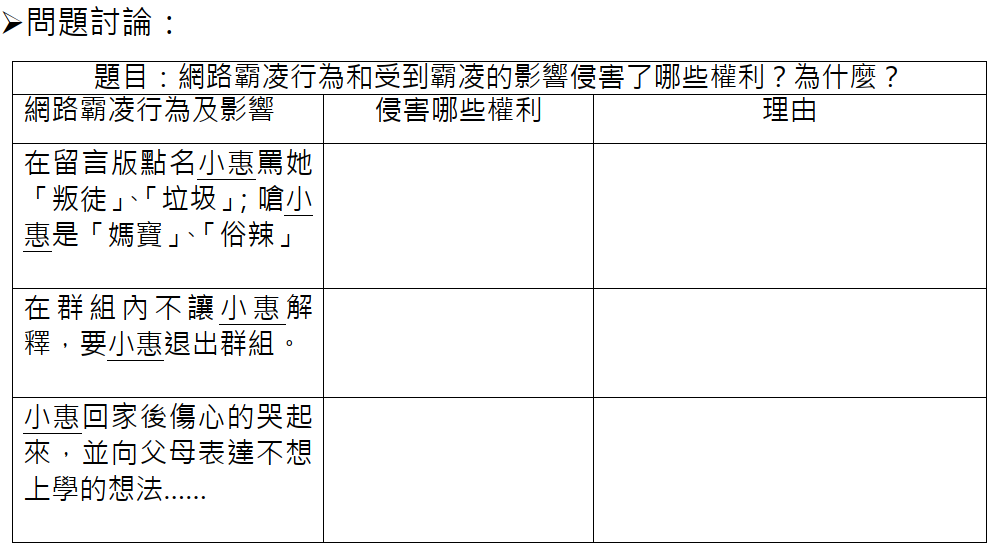 ➢問題討論：
題目：網路霸凌行為和受到霸凌的影響侵害了哪些權利？為什麼？
網路霸凌行為及影響 侵害哪些權利 理由
在留言版點名小惠罵她
「叛徒」、「垃圾」；嗆小
惠是「媽寶」、「俗辣」
在群組內不讓小惠解
釋，要小惠退出群組。
小惠回家後傷心的哭起
來，並向父母表達不想
上學的想法……